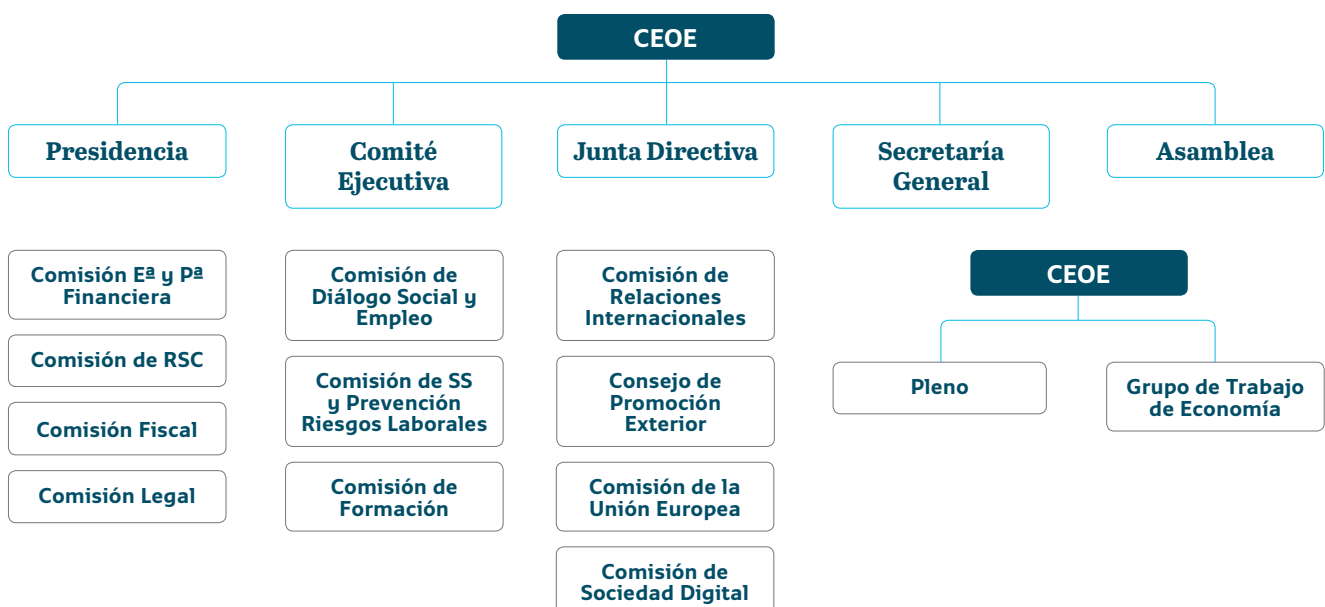 CEOE
Presidencia
Comité
Ejecutiva
Junta Directiva
Secretaría
General
Asamblea
Comisión Eª y Pª
Financiera
Comisión de RSC
Comisión Fiscal
Comisión Legal
Comisión de
Diálogo Social y
Empleo
Comisión de SS
y Prevención
Riesgos Laborales
Comisión de
Formación
Comisión de
Relaciones
Internacionales
Consejo de
Promoción
Exterior
Comisión de la
Unión Europea
Comisión de
Sociedad Digital
CEOE
Pleno
Grupo de Trabajo
de Economía